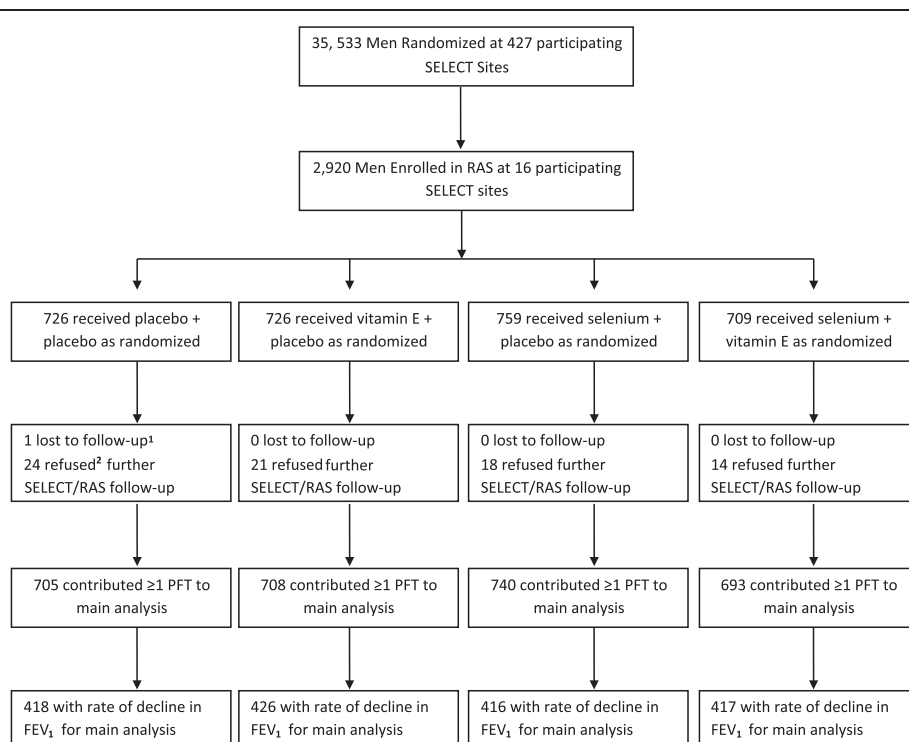 35, 533 Men Randomized at 427 participating
SELECT Sites
2,920 Men Enrolled in RAS at 16 participating
SELECT sites
726 received placebo +
placebo as randomized
726 received vitamin E +
placebo as randomized
759 received selenium +
placebo as randomized
709 received selenium +
vitamin E as randomized
1 lost to follow-up¹
24 refused² further
SELECT/RAS follow-up
0 lost to follow-up
21 refused further
SELECT/RAS follow-up
0 lost to follow-up
18 refused further
SELECT/RAS follow-up
0 lost to follow-up
14 refused further
SELECT/RAS follow-up
705 contributed ≥1 PFT to
main analysis
708 contributed ≥1 PFT to
main analysis
740 contributed ≥1 PFT to
main analysis
693 contributed ≥1 PFT to
main analysis
418 with rate of decline in
FEV₁ for main analysis
426 with rate of decline in
FEV₁ for main analysis
416 with rate of decline in
FEV₁ for main analysis
417 with rate of decline in
FEV₁ for main analysis